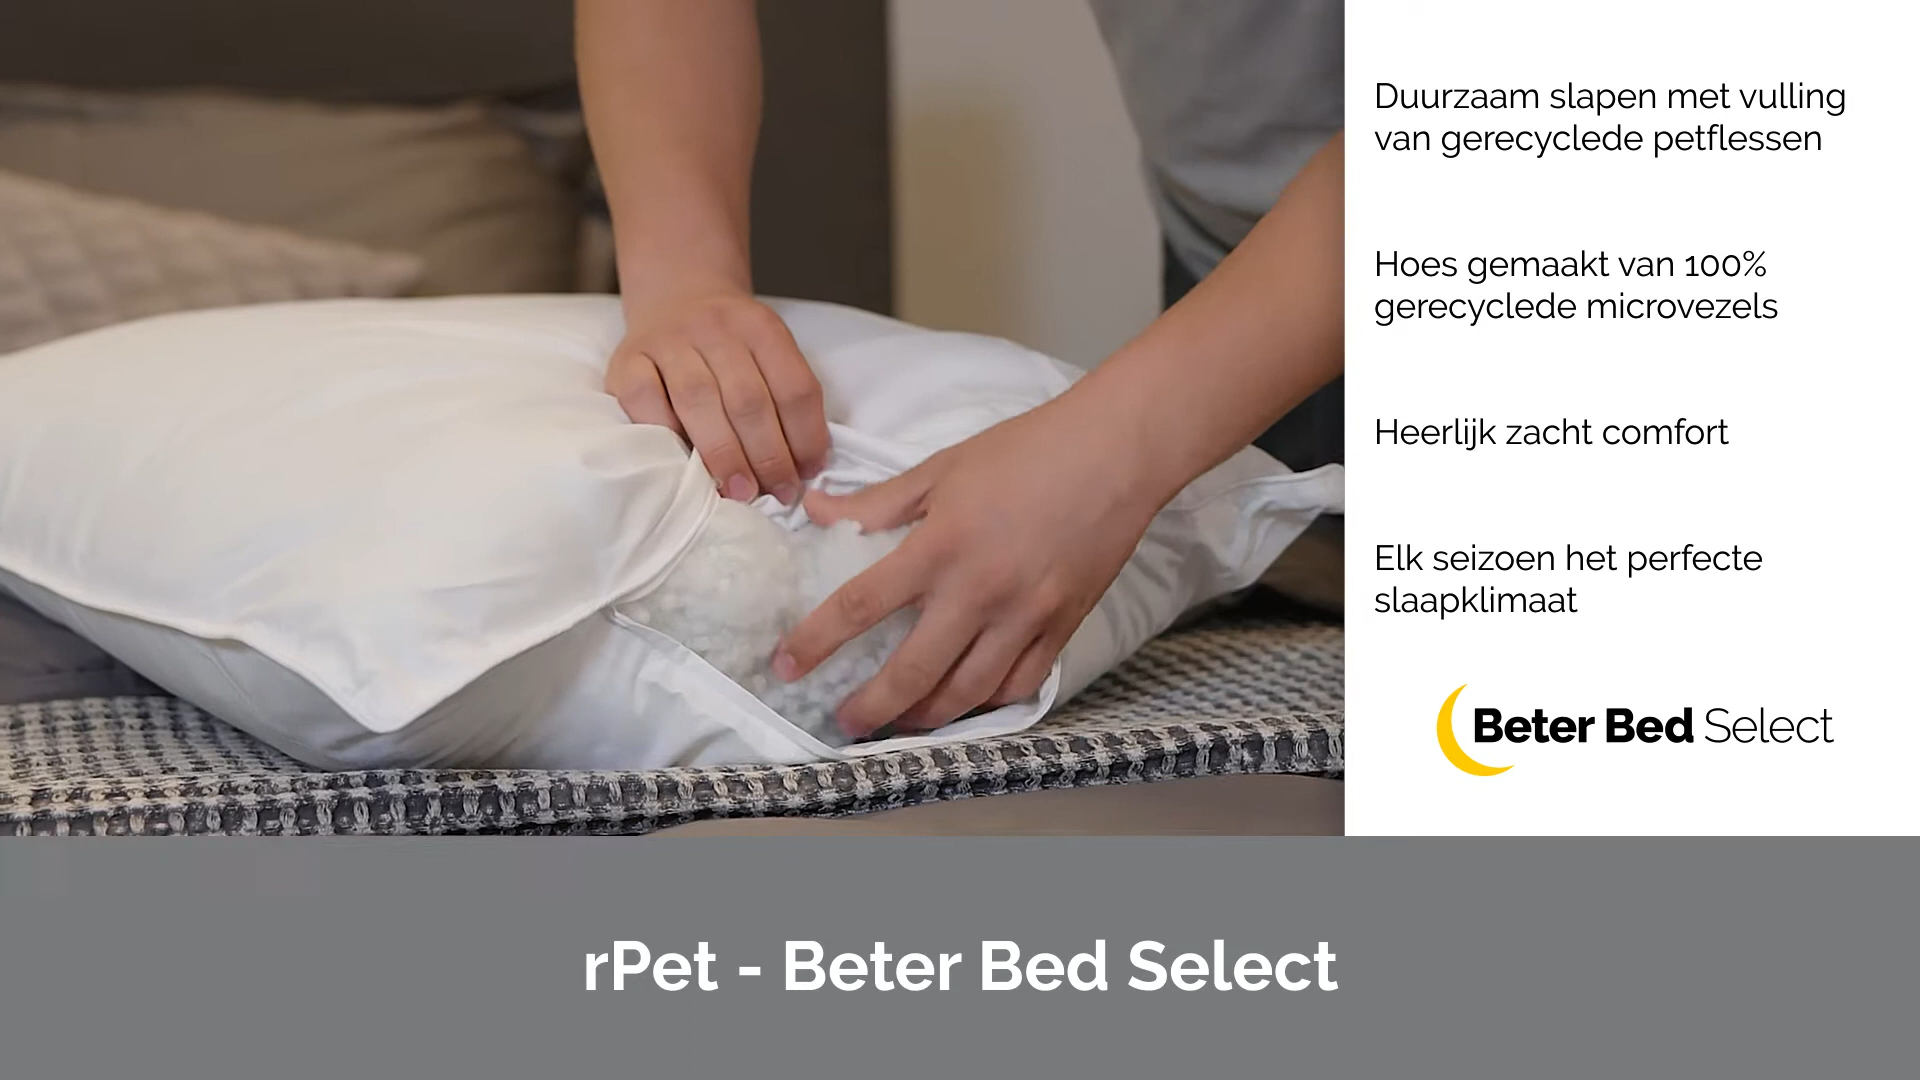 Duurzaam slapen met vulling
van gerecyclede petflessen
Hoes gemaakt van 100%
gerecyclede microvezels
Heerlijk zacht comfort
Elk seizoen het perfecte
slaapklimaat
Beter Bed Select
rPet - Beter Bed Select